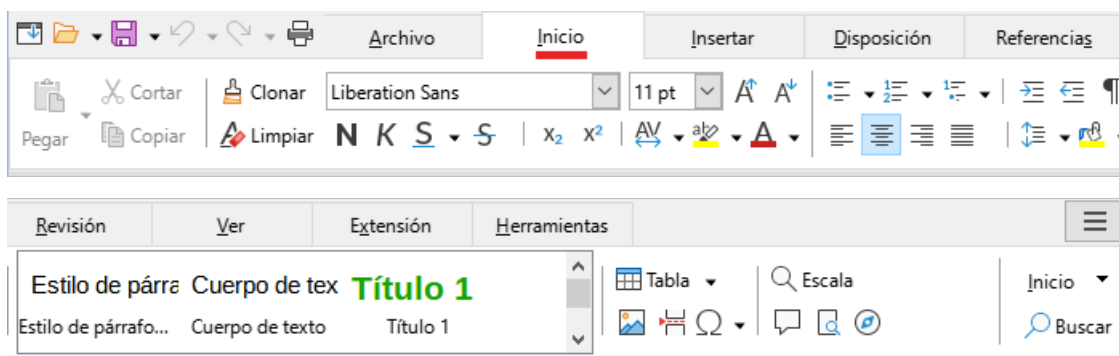 Archivo Inicio Insertar Disposición Referencias
Cortar Clonar Liberation Sans 11 pt
Pegar Copiar Limpiar N K S S x₂ x² AV ab A
Revisión Ver Extensión Herramientas
Estilo de párra Cuerpo de tex Título 1 Tabla Escala Inicio
Estilo de párrafo... Cuerpo de texto Título 1 Buscar